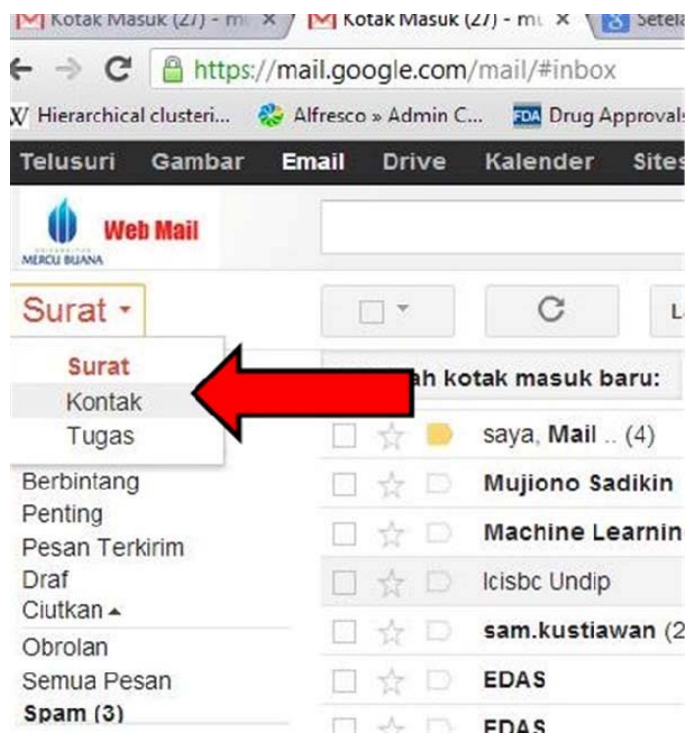 Kotak Masuk (27) - m
Kotak Masuk (27) - m
https://mail.google.com/mail/#inbox
W Hierarchical clusteri...
Alfresco » Admin C...
FDA Drug Approvals
Telusuri Gambar Email Drive Kalender Sites
Web Mail
MERCU BUANA
Surat
Surat
Kontak
Tugas
kotak masuk baru:
saya, Mail .. (4)
Berbintang
Mujiono Sadikin
Penting
Machine Learnin
Pesan Terkirim
Draf
Icisbc Undip
Ciutkan
sam.kustiawan (2
Obrolan
Semua Pesan
EDAS
Spam (3)
EDAS